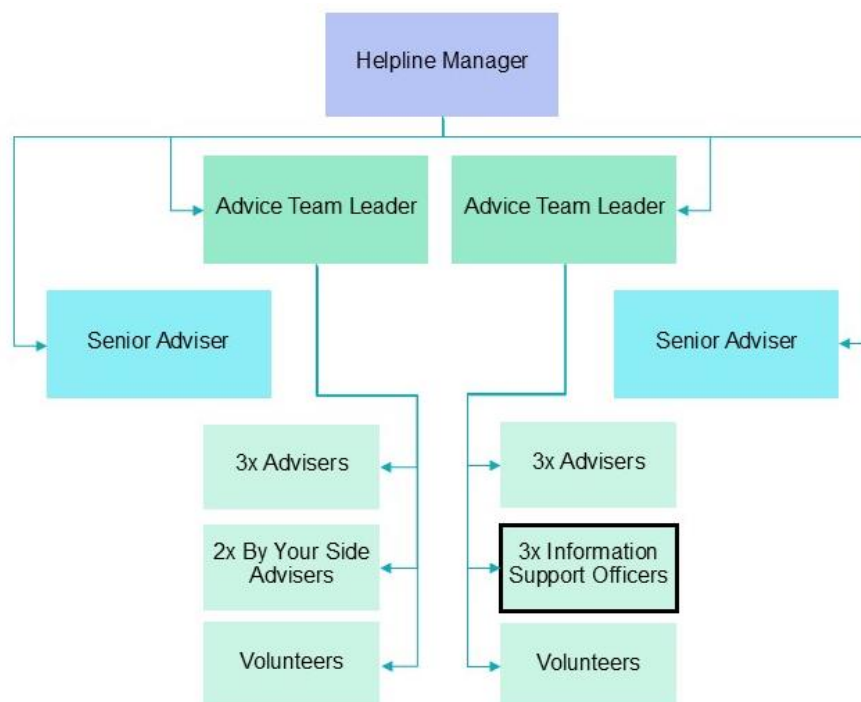 Helpline Manager
Advice Team Leader
Advice Team Leader
Senior Adviser
Senior Adviser
3x Advisers
3x Advisers
2x By Your Side
Advisers
3x Information
Support Officers
Volunteers
Volunteers